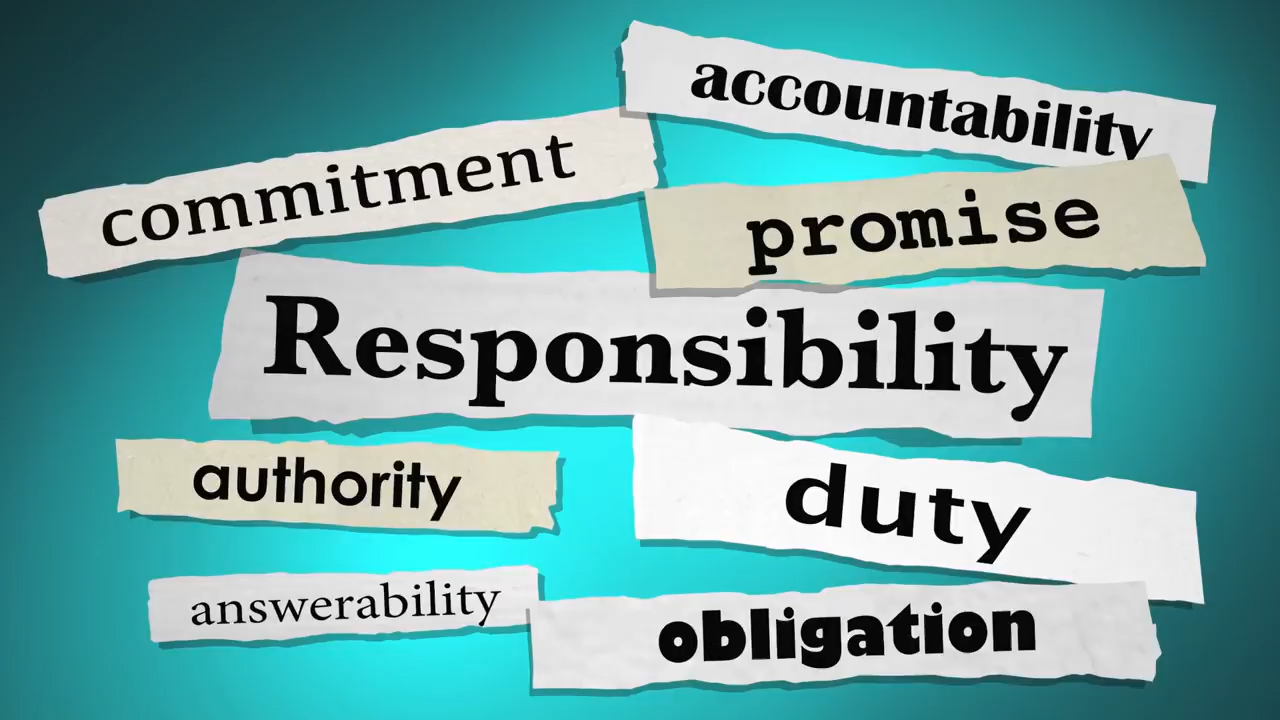 accountability
commitment
promise
Responsibility
authority
duty
answerability
obligation